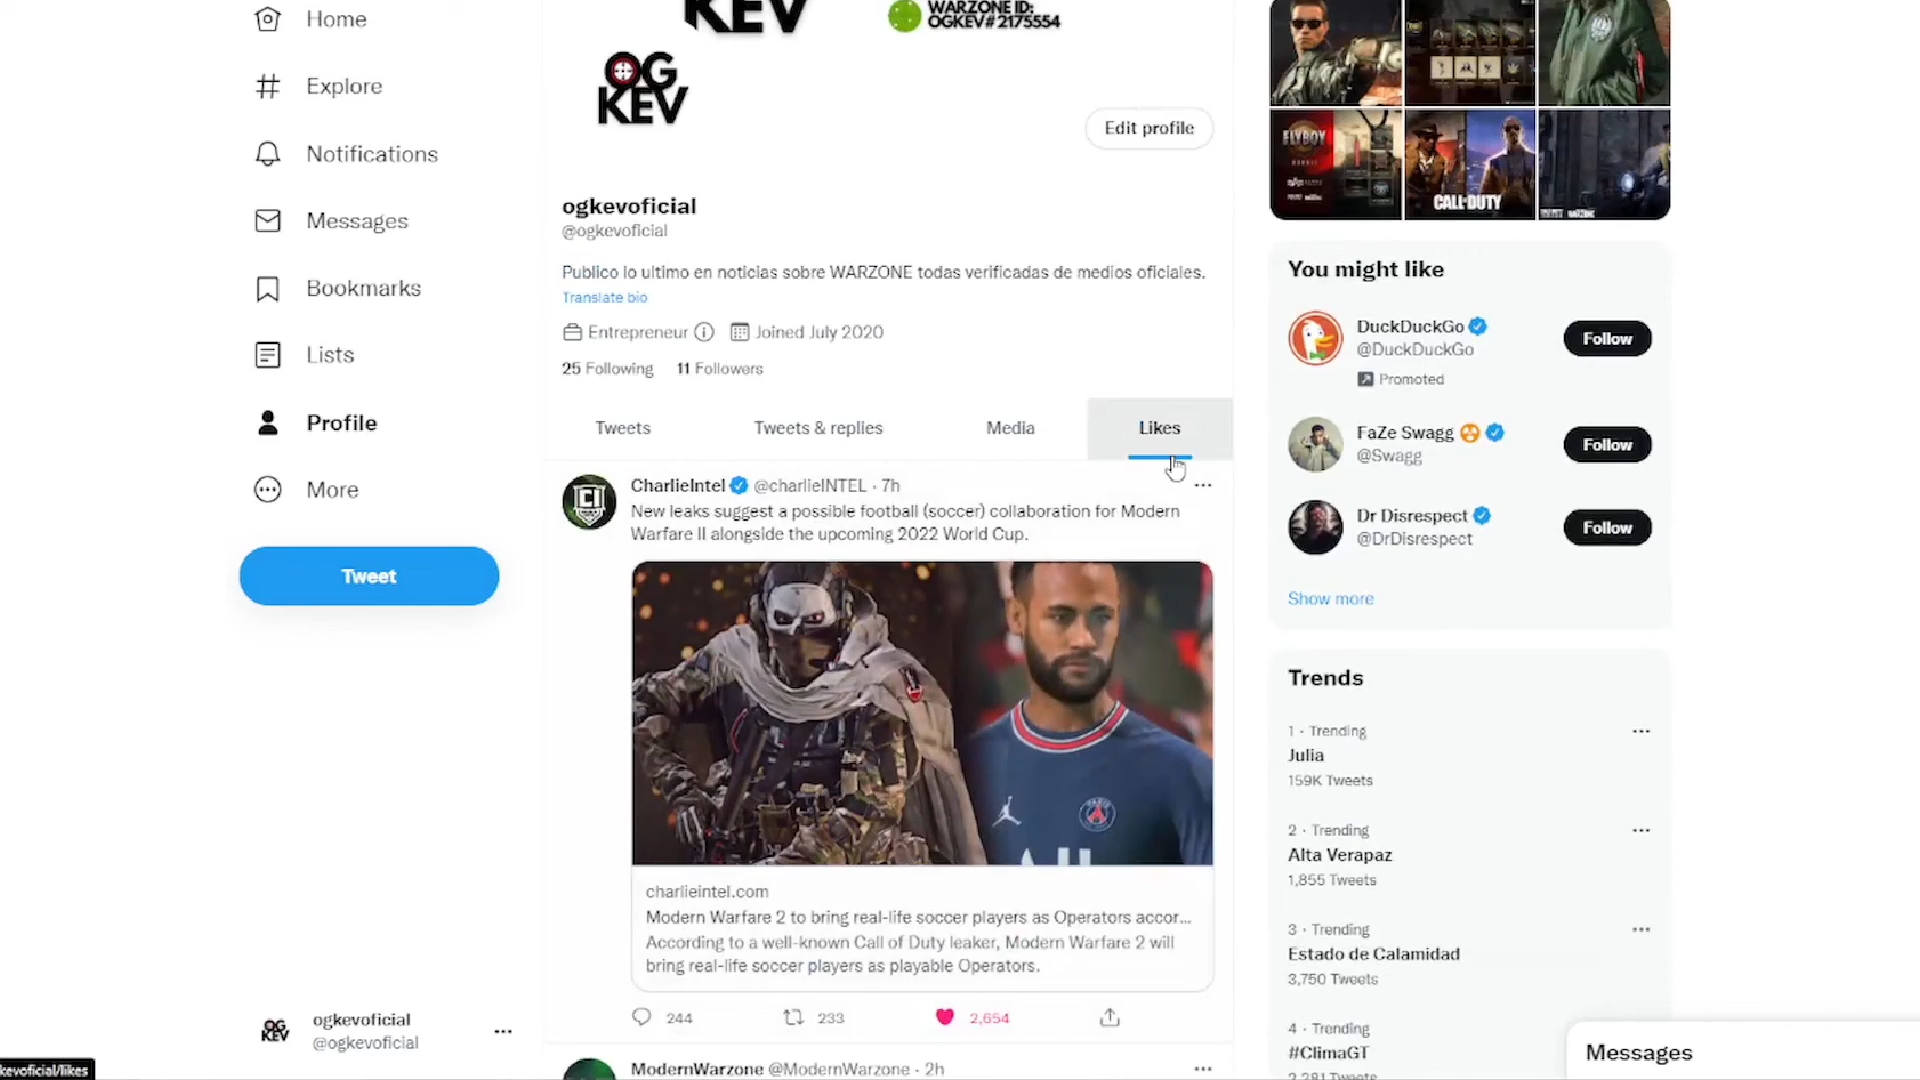 Home
Explore
Notifications
Messages
Bookmarks
Lists
Profile
More
Tweet
ogkevoficial
@ogkevoficial
kevoficial/likes
KEV
WARZONE ID:
OGKEV# 2175554
OG
KEV
Edit profile
ogkevoficial
@ogkevoficial
Publico lo ultimo en noticias sobre WARZONE todas verificadas de medios oficiales.
Translate bio
Entrepreneur Joined July 2020
25 Following 11 Followers
Tweets Tweets & replies Media Likes
CharlieIntel @charlieINTEL · 7h
New leaks suggest a possible football (soccer) collaboration for Modern
Warfare II alongside the upcoming 2022 World Cup.
PARIS
charlieintel.com
Modern Warfare 2 to bring real-life soccer players as Operators accor...
According to a well-known Call of Duty leaker, Modern Warfare 2 will
bring real-life soccer players as playable Operators.
244 233 2,654
ModernWarzone @ModernWarzone · 2h
FLYBOY
CALL OF DUTY
You might like
DuckDuckGo
@DuckDuckGo
Follow
Promoted
FaZe Swagg
@Swagg
Follow
Dr Disrespect
@DrDisrespect
Follow
Show more
Trends
1 · Trending
Julia
159K Tweets
2 · Trending
Alta Verapaz
1,855 Tweets
3 · Trending
Estado de Calamidad
3,750 Tweets
4 · Trending
#ClimaGT
2,281 Tweets
Messages